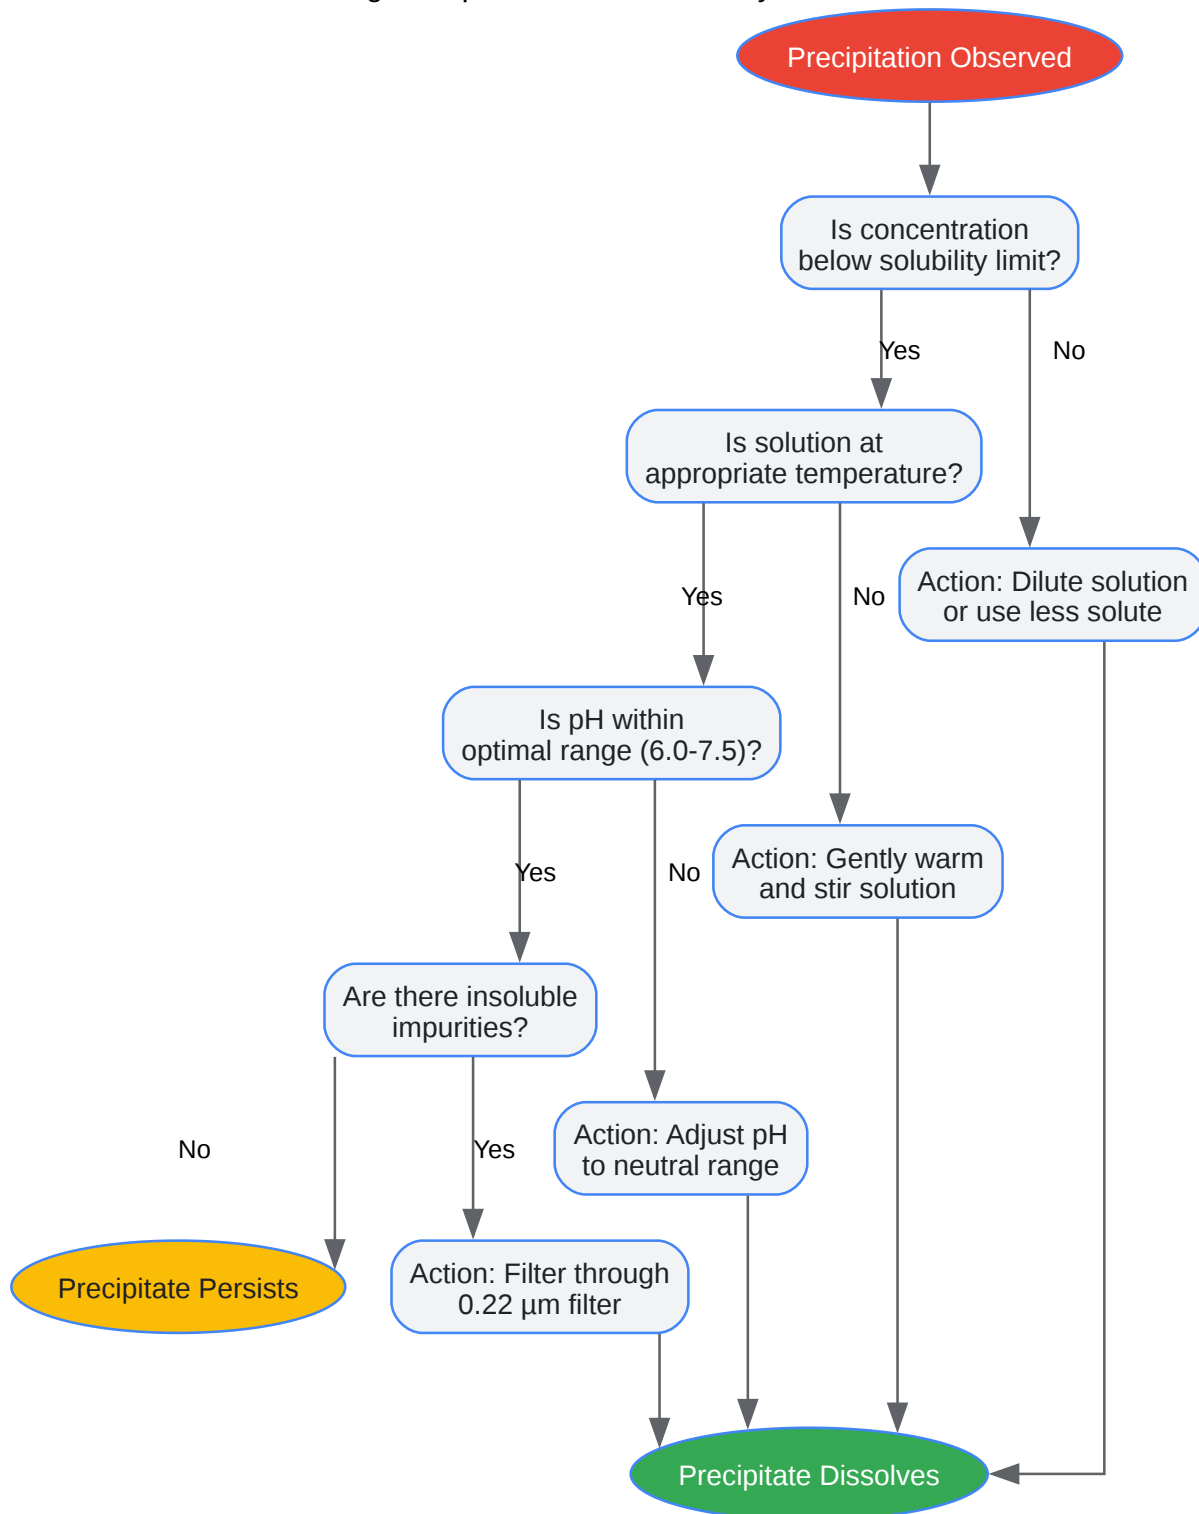 Precipitation Observed
Is concentration
below solubility limit?
Yes
No
Is solution at
appropriate temperature?
Action: Dilute solution
or use less solute
Yes
No
Is pH within
optimal range (6.0-7.5)?
Action: Gently warm
and stir solution
Yes
No
Are there insoluble
impurities?
Action: Adjust pH
to neutral range
No
Yes
Precipitate Persists
Action: Filter through
0.22 µm filter
Precipitate Dissolves